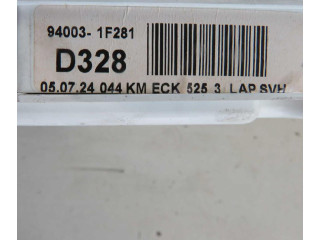 94003- 1F281
D328
05.07.24 044 KM ECK 525 3 LAP SVH